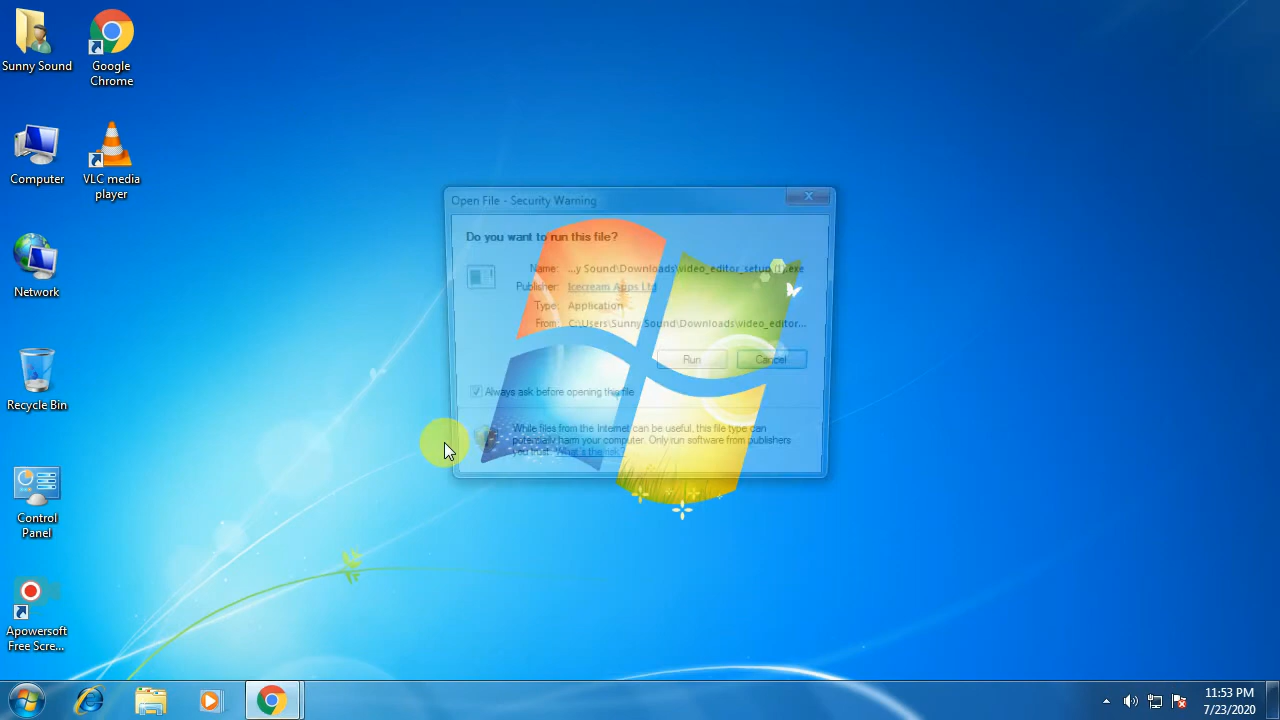 Sunny Sound
Google
Chrome
Computer
VLC media
player
Network
Recycle Bin
Control
Panel
Apowersoft
Free Scre...
Open File - Security Warning
Do you want to run this file?
Name: ...y Sound\Downloads\video_editor_setup (1).exe
Publisher: Icecream Apps Ltd
Type: Application
From: C:\Users\Sunny Sound\Downloads\video_editor...
Run Cancel
Always ask before opening this file
While files from the Internet can be useful, this file type can
potentially harm your computer. Only run software from publishers
you trust. What's the risk?
11:53 PM
7/23/2020